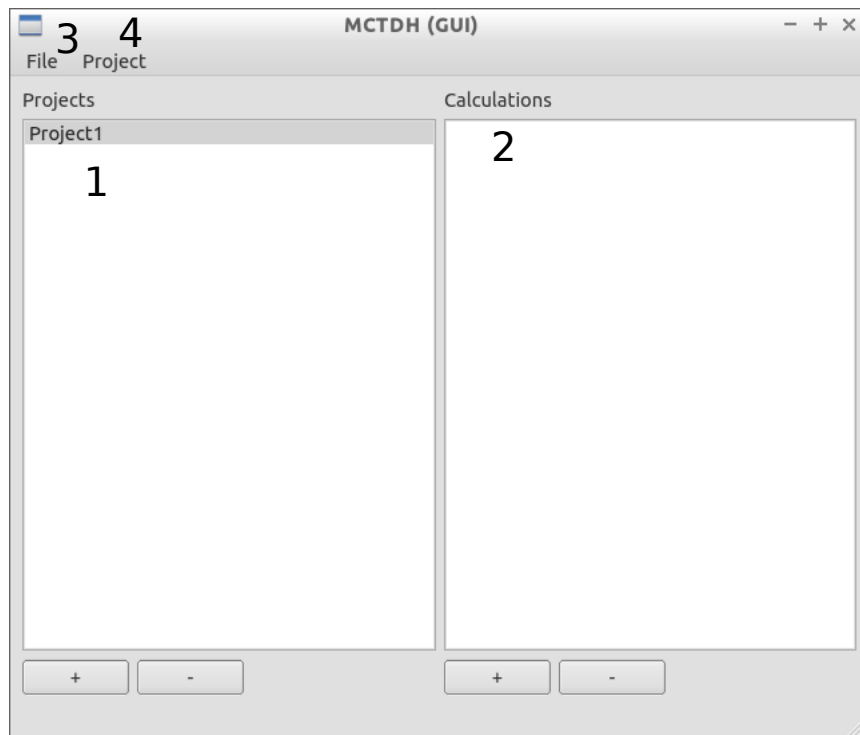 MCTDH (GUI)
3 4
File Project
Projects Calculations
Project1
1 2
+ - + -